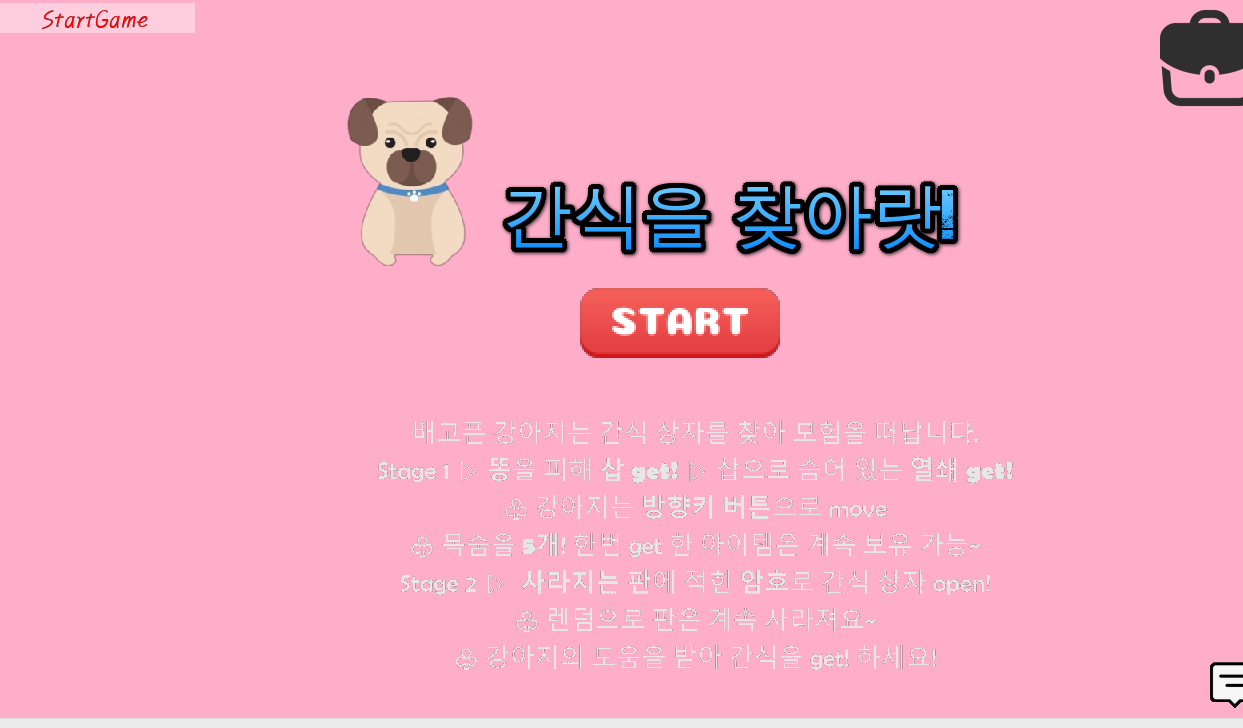 StartGame
간식을 찾아랏!
START
배고픈 강아지는 간식 상자를 찾아 모험을 떠납니다.
Stage 1 ▷ 똥을 피해 삽 get! ▷ 삽으로 숨어 있는 열쇄 get!
♧ 강아지는 방향키 버튼으로 move
♧ 목숨을 5개! 한번 get 한 아이템은 계속 보유 가능~
Stage 2 ▷ 사라지는 판에 적힌 암호로 간식 상자 open!
♧ 렌덤으로 판은 계속 사라져요~
♧ 강아지의 도움을 받아 간식을 get! 하세요!